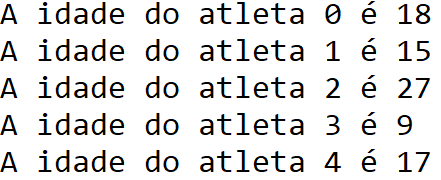 A idade do atleta 0 é 18
A idade do atleta 1 é 15
A idade do atleta 2 é 27
A idade do atleta 3 é 9
A idade do atleta 4 é 17